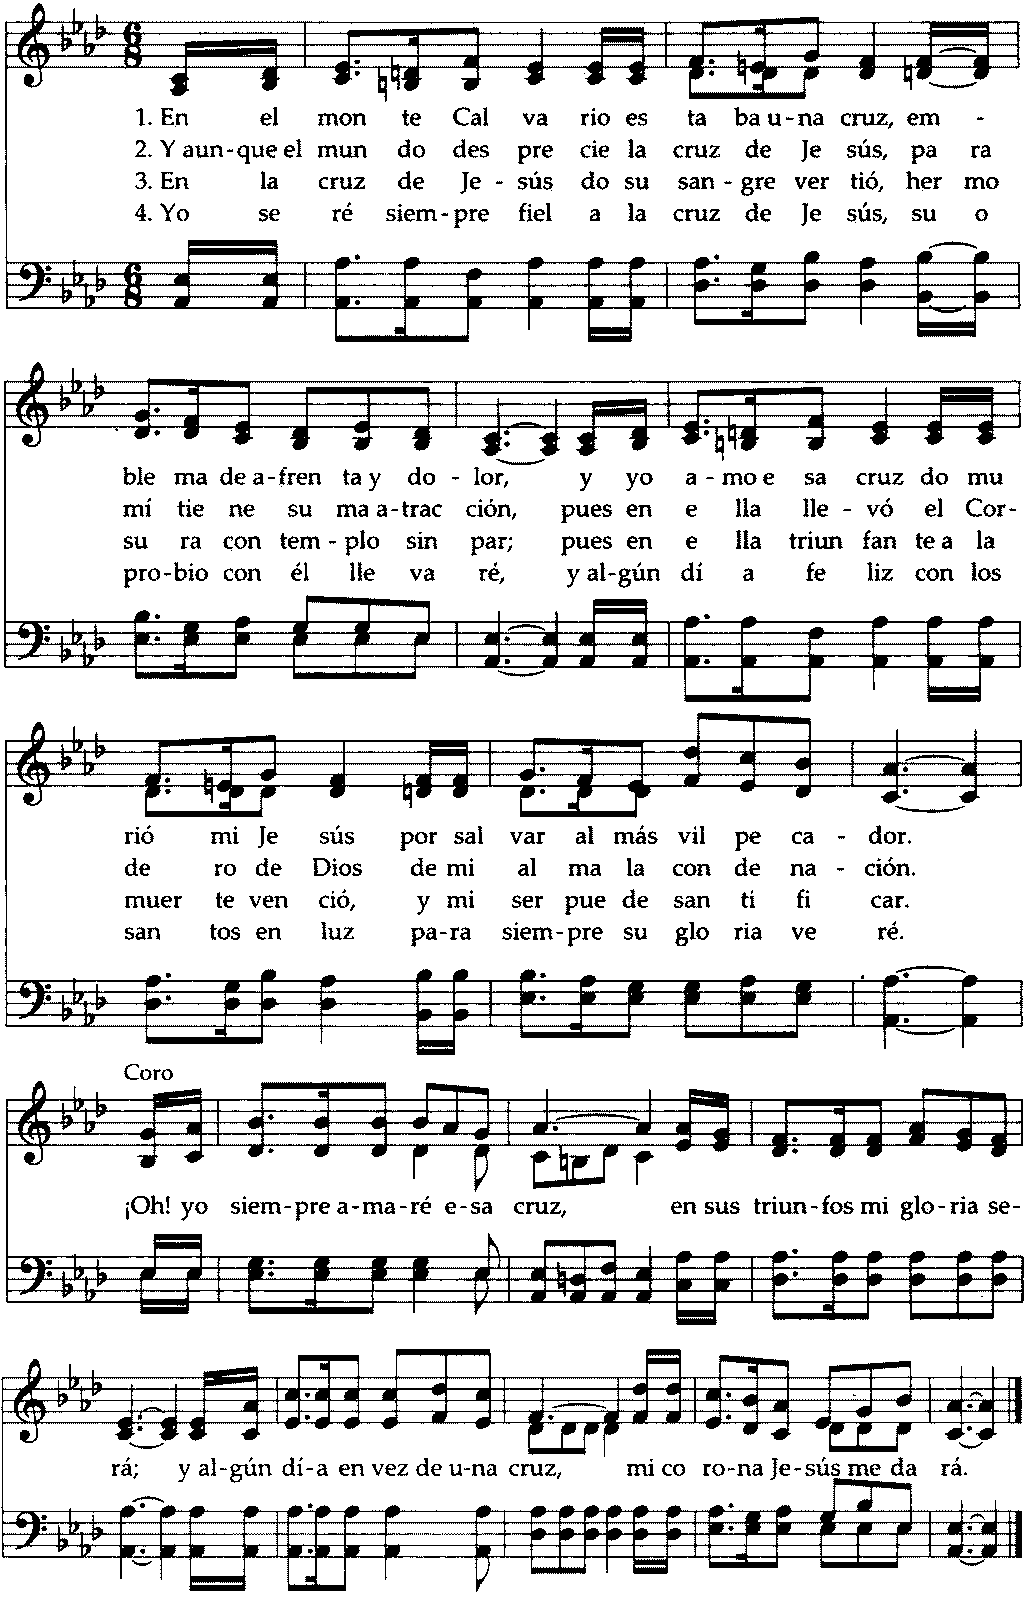 1. En el mon te Cal va rio es ta ba u-na cruz, em -
2. Y aun-que el mun do des pre cie la cruz de Je sús, pa ra
3. En la cruz de Je - sús do su san - gre ver tió, her mo
4. Yo se ré siem-pre fiel a la cruz de Je sús, su o
ble ma de a-fren ta y do - lor, y yo a - mo e sa cruz do mu
mí tie ne su ma a-trac ción, pues en e lla lle - vó el Cor-
su ra con tem - plo sin par; pues en e lla triun fan te a la
pro-bio con él lle va ré, y al-gún dí a fe liz con los
rió mi Je sús por sal var al más vil pe ca - dor.
de ro de Dios de mi al ma la con de na - ción.
muer te ven ció, y mi ser pue de san ti fi car.
san tos en luz pa-ra siem-pre su glo ria ve ré.
Coro
¡Oh! yo siem-pre a-ma-ré e-sa cruz, en sus triun-fos mi glo-ria se-
rá; y al-gún dí-a en vez de u-na cruz, mi co ro-na Je-sús me da rá.